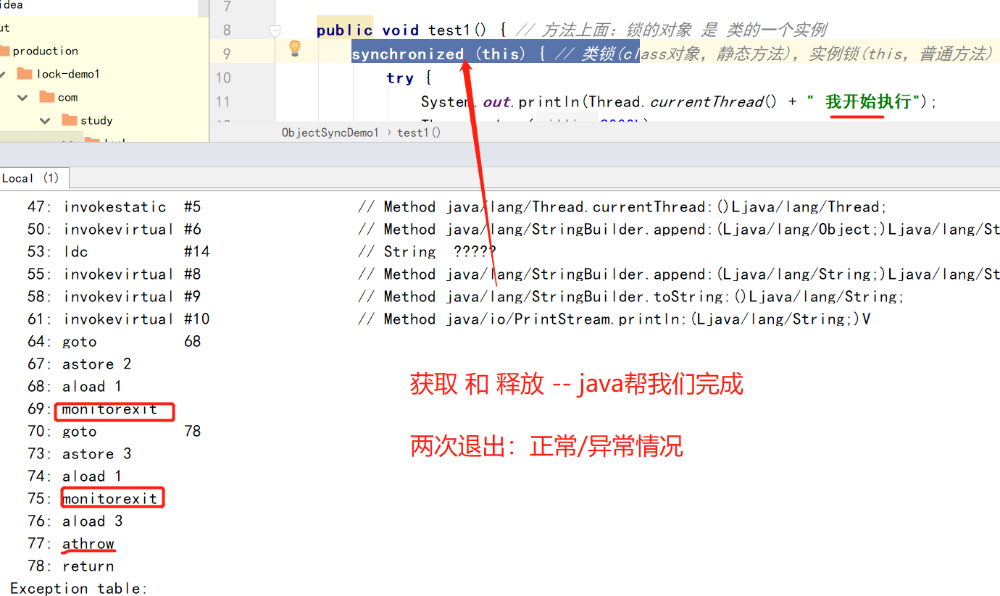 idea
ut
production
lock-demo1
com
study
7
8 public void test1() { // 方法上面：锁的对象 是 类的一个实例
9 synchronized (this) { // 类锁(class对象，静态方法)，实例锁(this，普通方法)
10 try {
11 System.out.println(Thread.currentThread() + " 我开始执行");
ObjectSyncDemo1 › test1()
Local (1)
47: invokestatic #5 // Method java/lang/Thread.currentThread:()Ljava/lang/Thread;
50: invokevirtual #6 // Method java/lang/StringBuilder.append:(Ljava/lang/Object;)Ljava/lang/St
53: ldc #14 // String ?????
55: invokevirtual #8 // Method java/lang/StringBuilder.append:(Ljava/lang/String;)Ljava/lang/St
58: invokevirtual #9 // Method java/lang/StringBuilder.toString:()Ljava/lang/String;
61: invokevirtual #10 // Method java/io/PrintStream.println:(Ljava/lang/String;)V
64: goto 68
67: astore 2
68: aload 1
69: monitorexit
70: goto 78
73: astore 3
74: aload 1
75: monitorexit
76: aload 3
77: athrow
78: return
Exception table:
获取 和 释放 -- java帮我们完成
两次退出：正常/异常情况